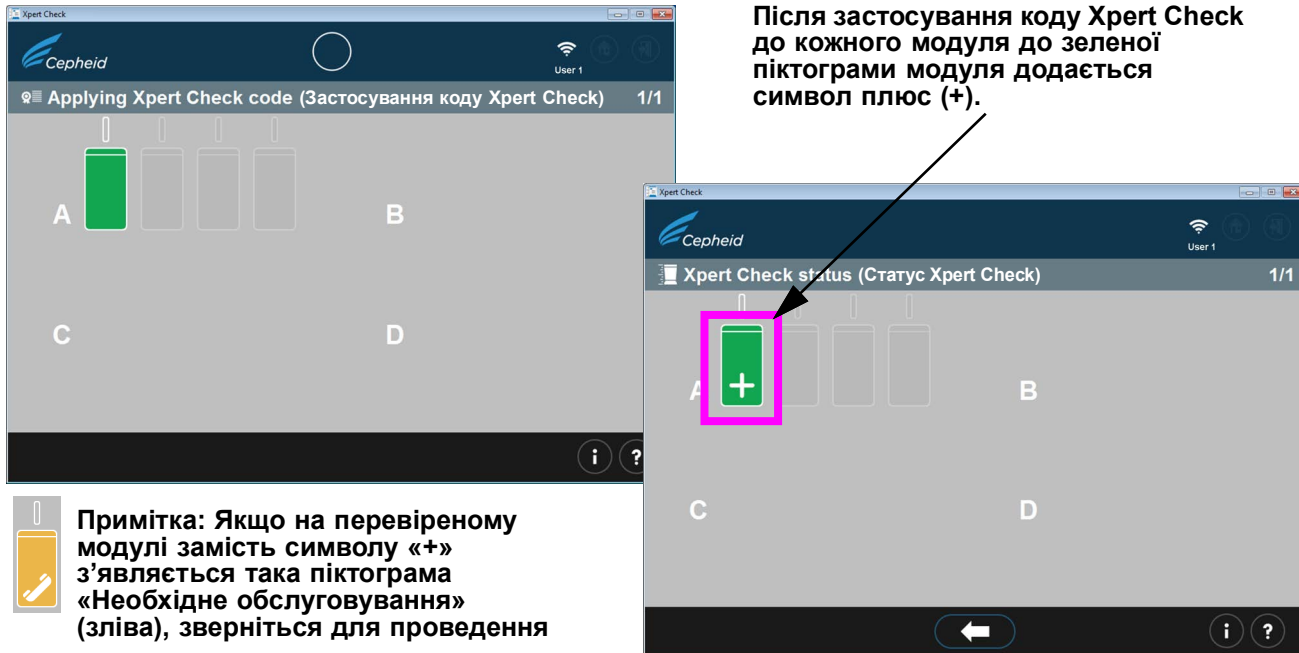 Xpert Check
Cepheid
User 1
Applying Xpert Check code (Застосування коду Xpert Check) 1/1
A
B
C
D
i ?
Після застосування коду Xpert Check
до кожного модуля до зеленої
піктограми модуля додається
символ плюс (+).
Xpert Check
Cepheid
User 1
Xpert Check status (Статус Xpert Check) 1/1
A
+
B
C
D
i ?
Примітка: Якщо на перевіреному
модулі замість символу «+»
з’являється така піктограма
«Необхідне обслуговування»
(зліва), зверніться для проведення